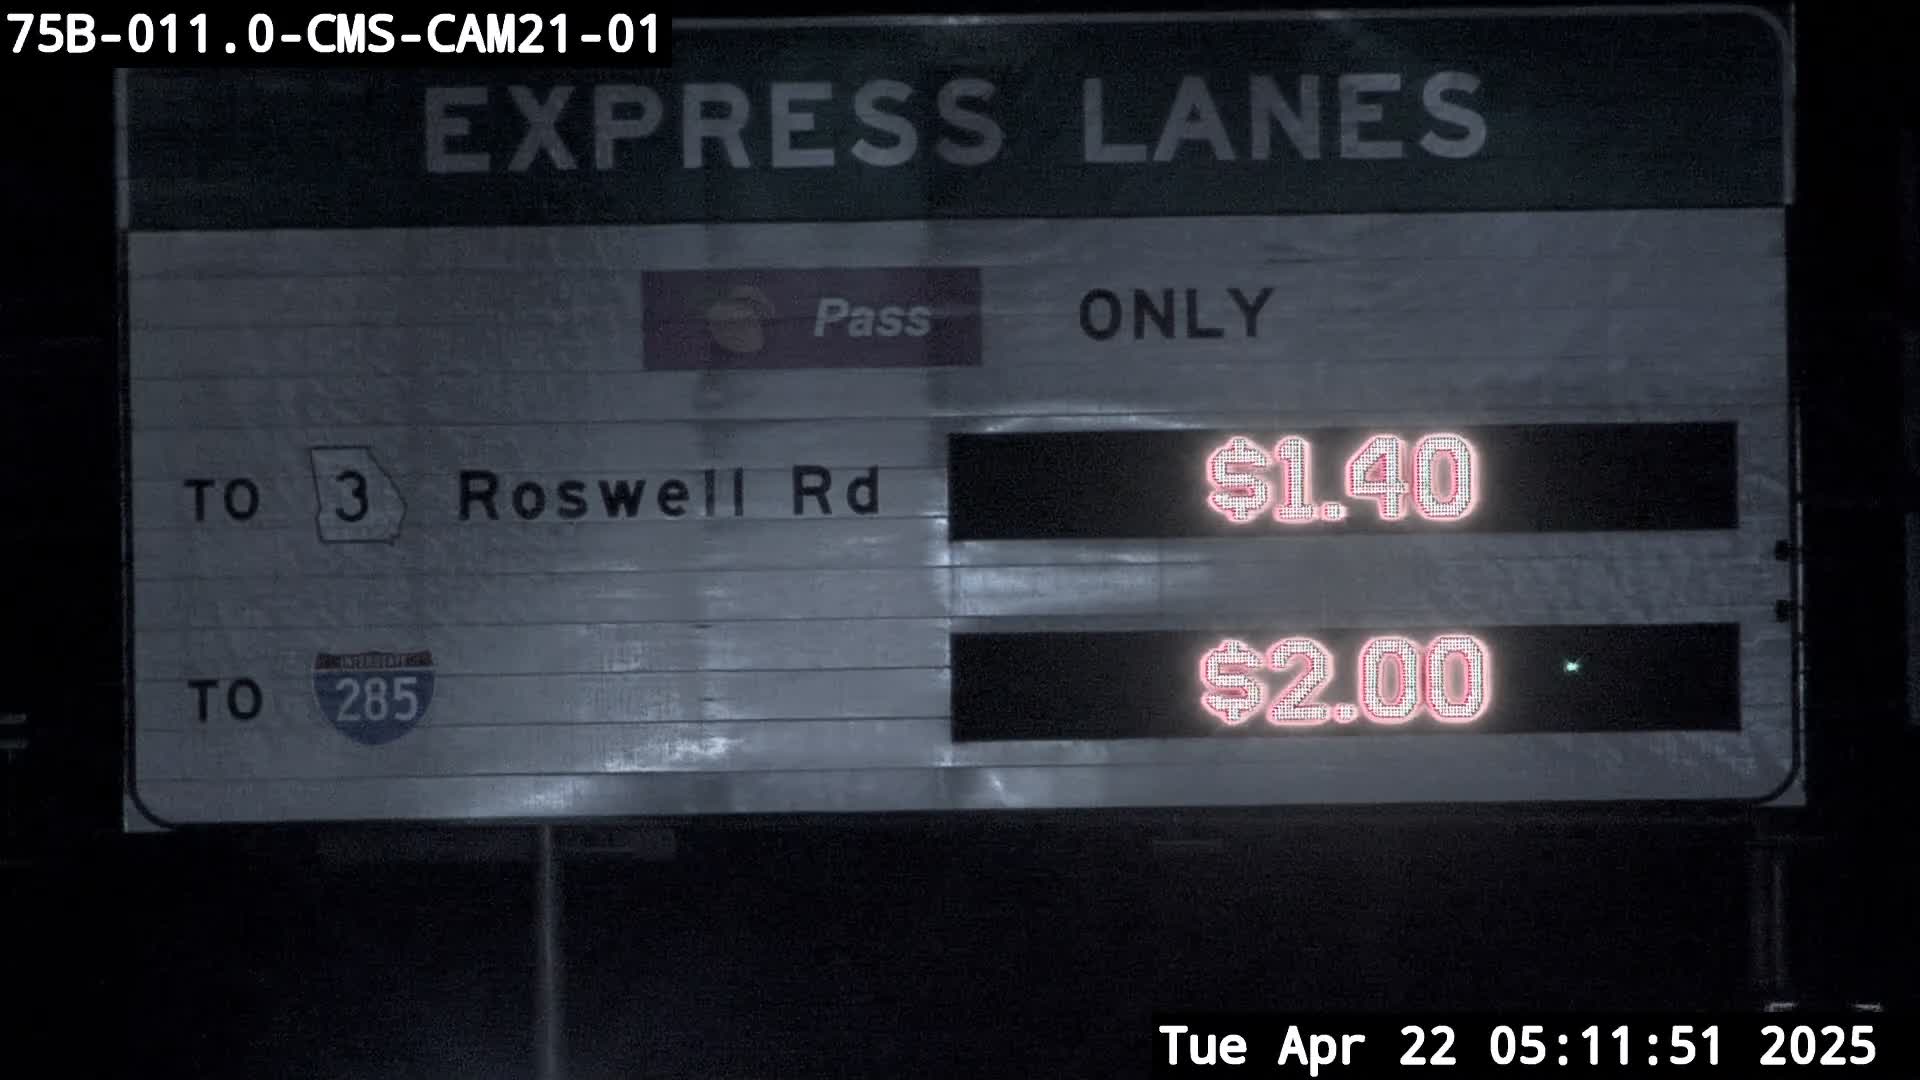 75B-011.0-CMS-CAM21-01
EXPRESS LANES
Pass ONLY
TO 3 Roswell Rd $1.40
TO 285 $2.00
Tue Apr 22 05:11:51 2025